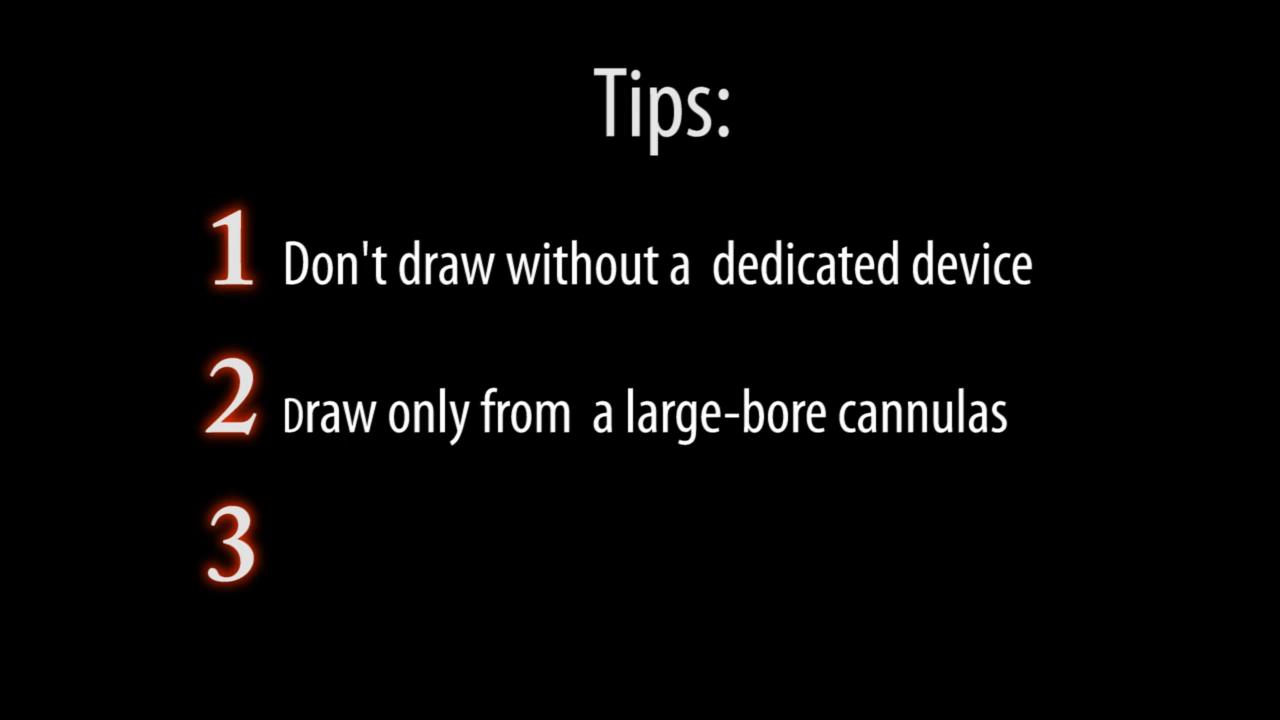 Tips:
1 Don't draw without a dedicated device
2 Draw only from a large-bore cannulas
3